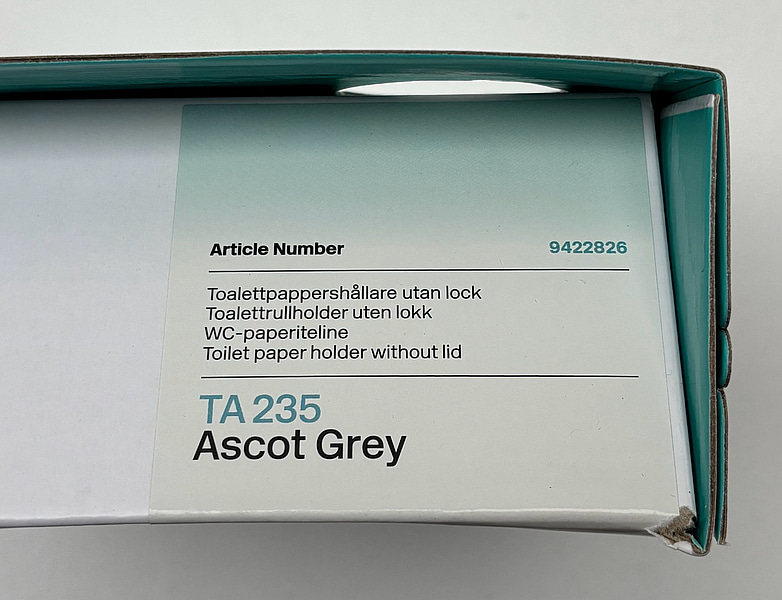 Article Number 9422826
Toalettpappershållare utan lock
Toalettrullholder uten lokk
WC-paperiteline
Toilet paper holder without lid
TA 235
Ascot Grey